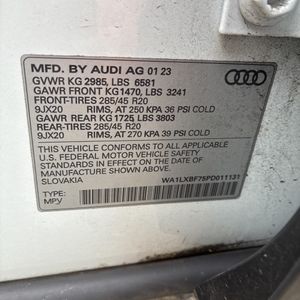 MFD. BY AUDI AG 01 23
GVWR KG 2985, LBS 6581
GAWR FRONT KG1470, LBS 3241
FRONT-TIRES 285/45 R20
9JX20 RIMS, AT 250 KPA 36 PSI COLD
GAWR REAR KG 1725, LBS 3803
REAR-TIRES 285/45 R20
9JX20 RIMS, AT 270 KPA 39 PSI COLD
THIS VEHICLE CONFORMS TO ALL APPLICABLE
U.S. FEDERAL MOTOR VEHICLE SAFETY
STANDARDS IN EFFECT ON THE DATE OF
MANUFACTURE SHOWN ABOVE.
SLOVAKIA WA1LXBF75PD011131
TYPE:
MPV